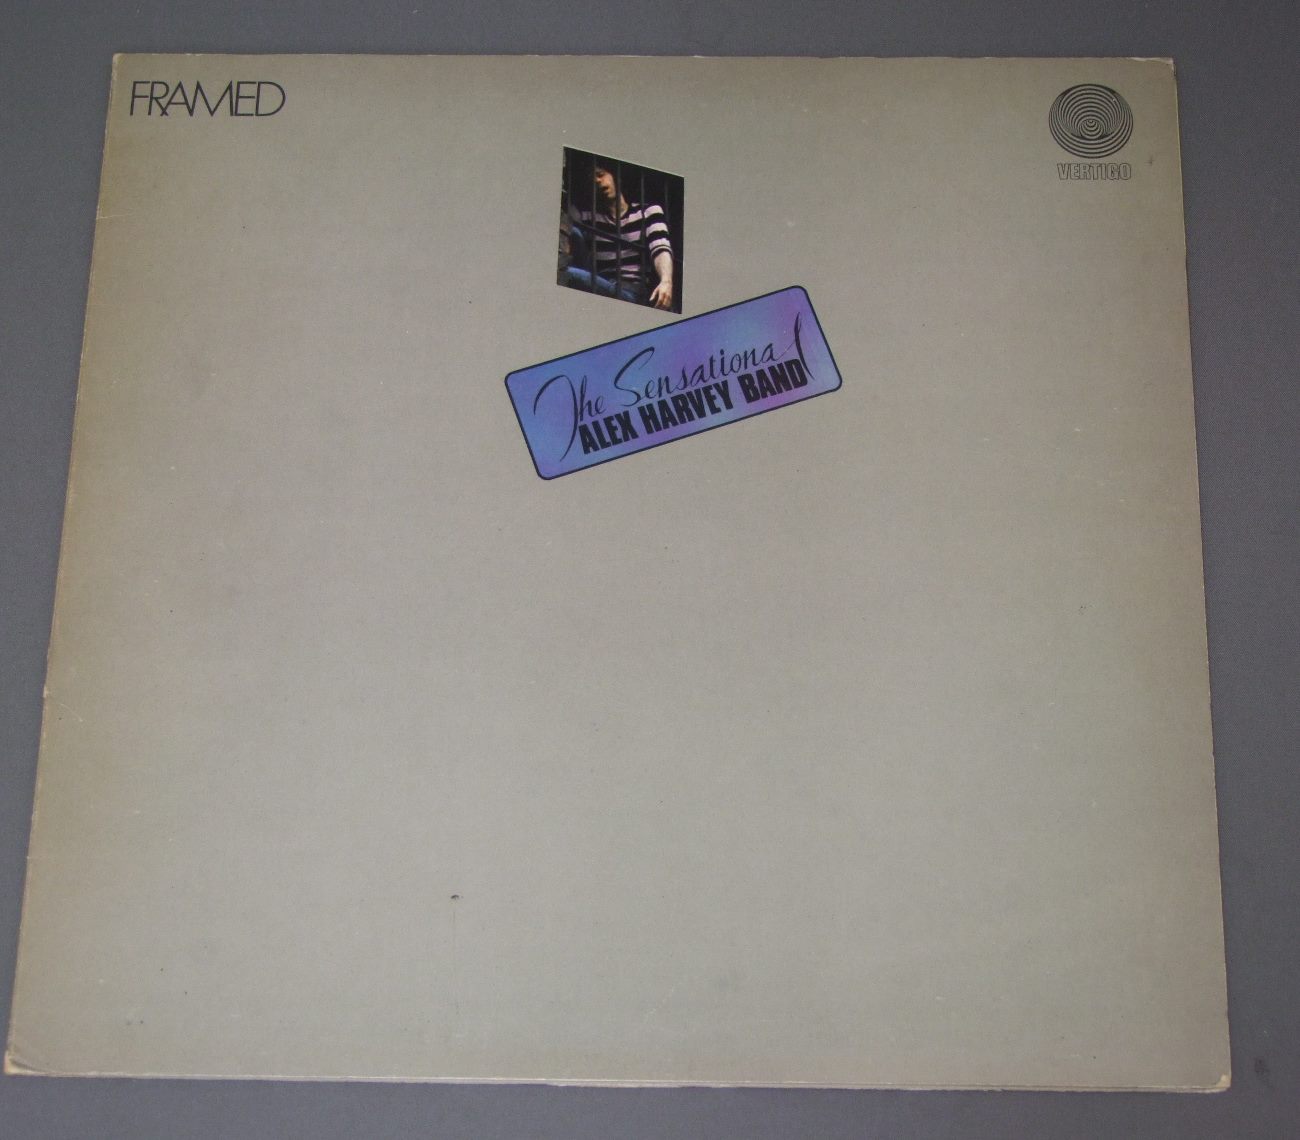 FRAMED
VERTIGO
The Sensational
ALEX HARVEY BAND